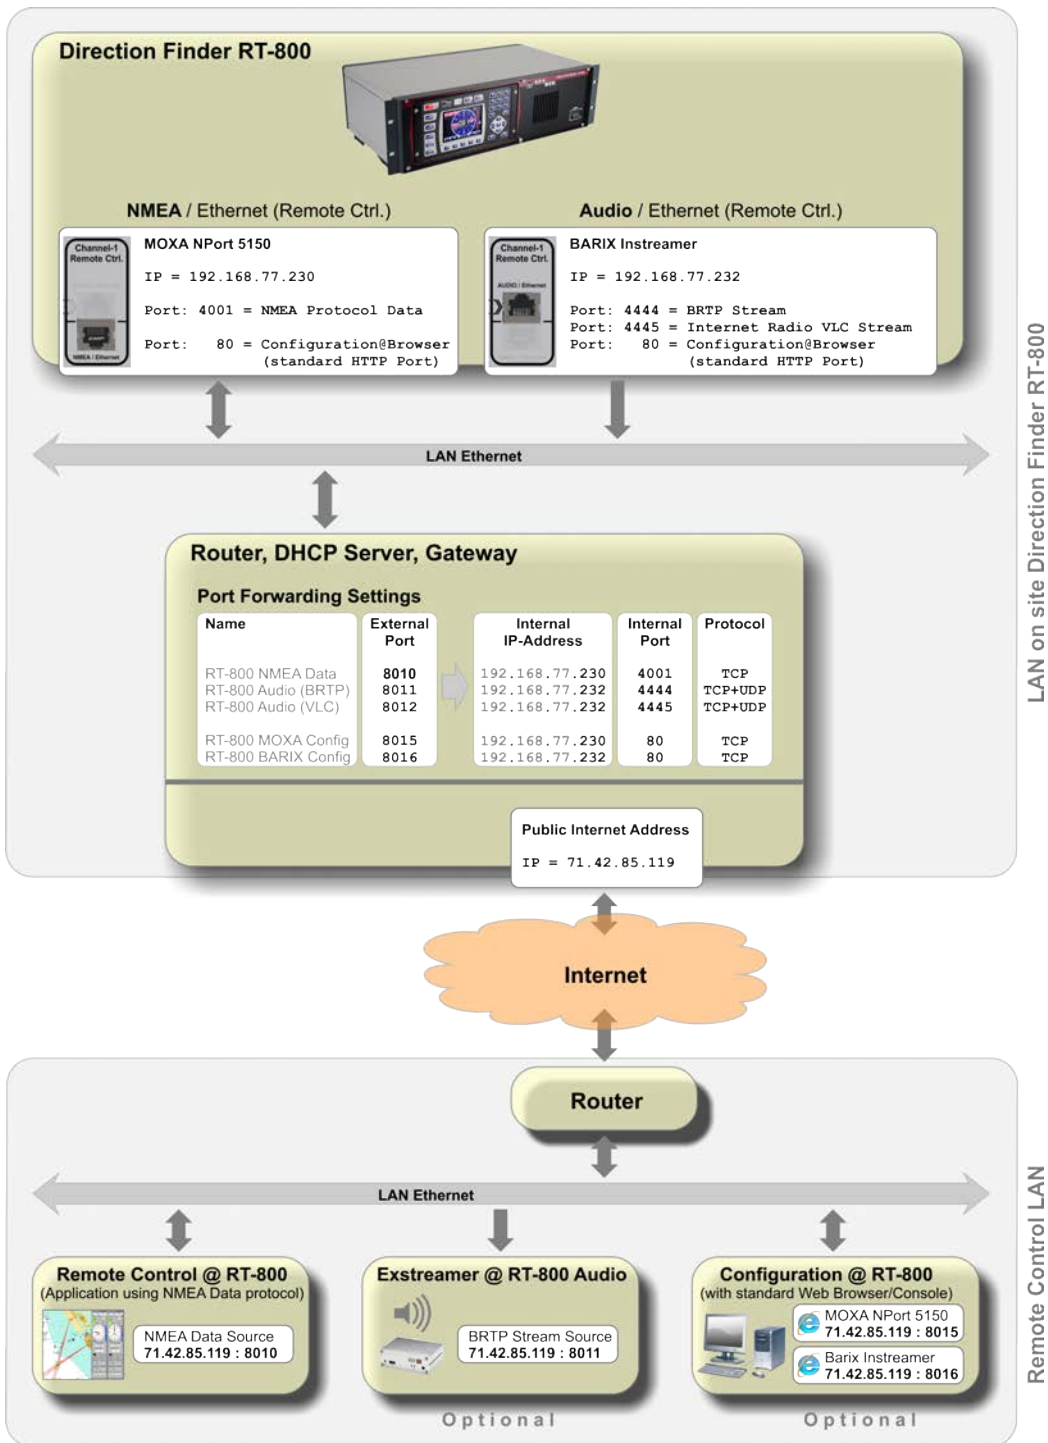 Direction Finder RT-800
NMEA / Ethernet (Remote Ctrl.)
Audio / Ethernet (Remote Ctrl.)
Channel-1
Remote Ctrl.
NMEA / Ethernet
MOXA NPort 5150
IP = 192.168.77.230
Port: 4001 = NMEA Protocol Data
Port: 80 = Configuration@Browser
(standard HTTP Port)
Channel-1
Remote Ctrl.
AUDIO / Ethernet
BARIX Instreamer
IP = 192.168.77.232
Port: 4444 = BRTP Stream
Port: 4445 = Internet Radio VLC Stream
Port: 80 = Configuration@Browser
(standard HTTP Port)
LAN Ethernet
LAN on site Direction Finder RT-800
Router, DHCP Server, Gateway
Port Forwarding Settings
Name External Port Internal IP-Address Internal Port Protocol
RT-800 NMEA Data 8010 192.168.77.230 4001 TCP
RT-800 Audio (BRTP) 8011 192.168.77.232 4444 TCP+UDP
RT-800 Audio (VLC) 8012 192.168.77.232 4445 TCP+UDP
RT-800 MOXA Config 8015 192.168.77.230 80 TCP
RT-800 BARIX Config 8016 192.168.77.232 80 TCP
Public Internet Address
IP = 71.42.85.119
Internet
Router
LAN Ethernet
Remote Control LAN
Remote Control @ RT-800
(Application using NMEA Data protocol)
NMEA Data Source
71.42.85.119 : 8010
Exstreamer @ RT-800 Audio
BRTP Stream Source
71.42.85.119 : 8011
Optional
Configuration @ RT-800
(with standard Web Browser/Console)
MOXA NPort 5150
71.42.85.119 : 8015
Barix Instreamer
71.42.85.119 : 8016
Optional